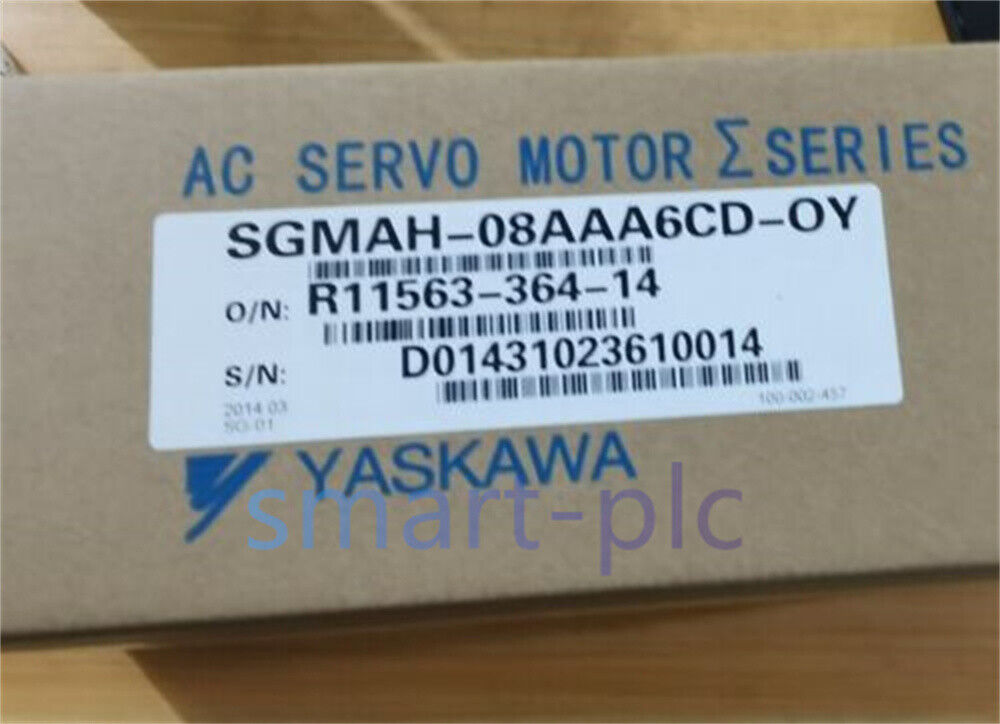 AC SERVO MOTOR Σ SERIES
SGMAH-08AAA6CD-OY
O/N: R11563-364-14
S/N: D01431023610014
2014 03
SG-01
100-002-457
YASKAWA
smart-plc